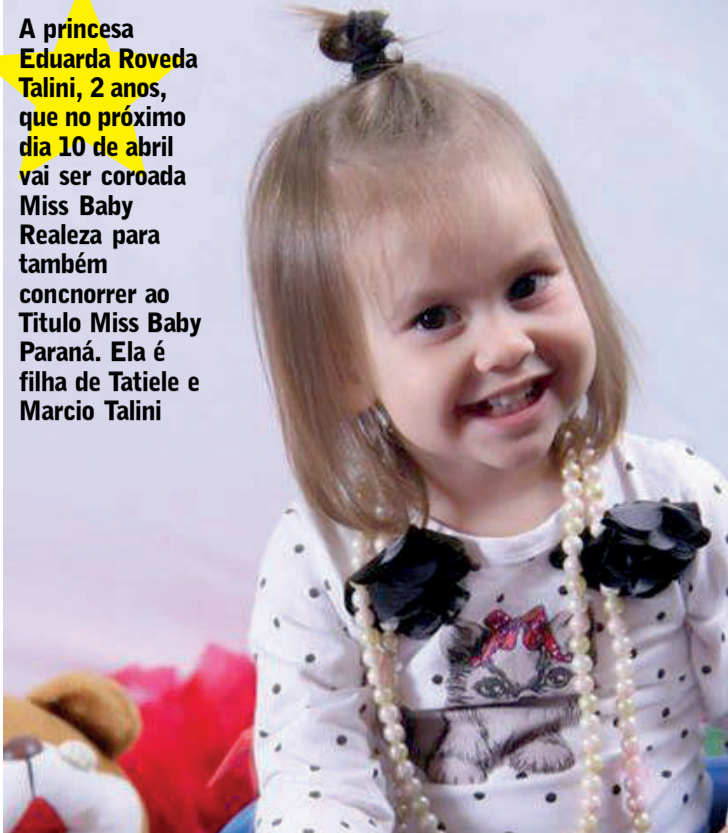 A princesa
Eduarda Roveda
Talini, 2 anos,
que no próximo
dia 10 de abril
vai ser coroada
Miss Baby
Realeza para
também
concnorrer ao
Titulo Miss Baby
Paraná. Ela é
filha de Tatiele e
Marcio Talini